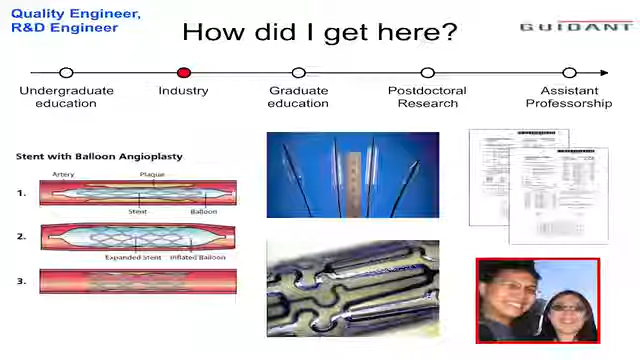 Quality Engineer,
R&D Engineer
How did I get here?
GUIDANT
Undergraduate
education
Industry
Graduate
education
Postdoctoral
Research
Assistant
Professorship
Stent with Balloon Angioplasty
Artery
Plaque
1.
Stent
Balloon
2.
Expanded Stent
Inflated Balloon
3.